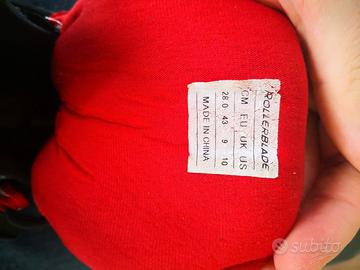 ROLLERBLADE
CM EU UK US
28 0 43 9 10
MADE IN CHINA
subito